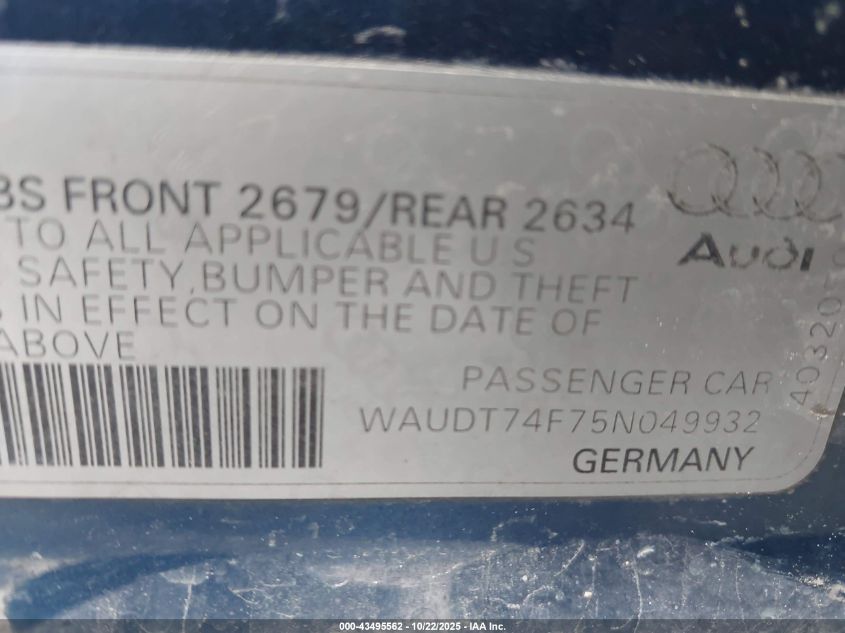 BS FRONT 2679/REAR 2634
TO ALL APPLICABLE U S
SAFETY,BUMPER AND THEFT
IN EFFECT ON THE DATE OF
ABOVE
Audi
PASSENGER CAR
WAUDT74F75N049932
GERMANY
000-43495562 - 10/22/2025 - IAA Inc.